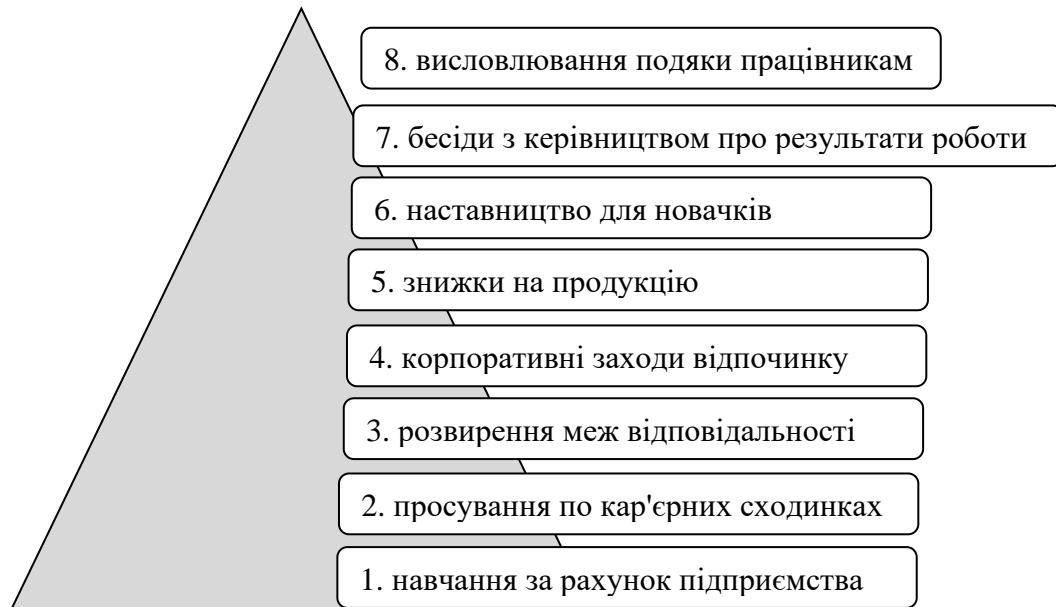 8. висловлювання подяки працівникам
7. бесіди з керівництвом про результати роботи
6. наставництво для новачків
5. знижки на продукцію
4. корпоративні заходи відпочинку
3. розвирення меж відповідальності
2. просування по кар'єрних сходинках
1. навчання за рахунок підприємства